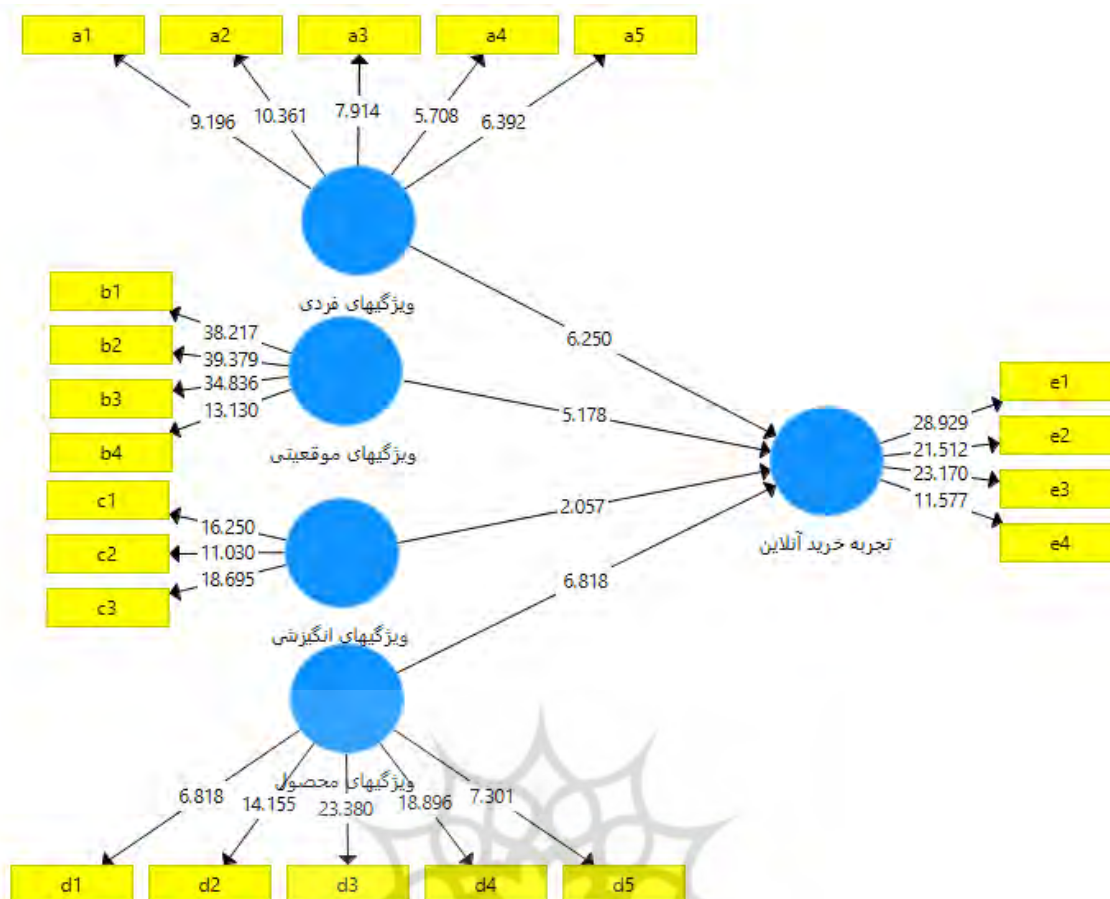 a1 a2 a3 a4 a5
9.196 10.361 7.914 5.708 6.392
ویژگیهای فردی
6.250
b1
b2
b3
b4
38.217
39.379
34.836
13.130
ویژگیهای موقعیتی
5.178
c1
c2
c3
16.250
11.030
18.695
ویژگیهای انگیزشی
2.057
ویژگیهای محصول
6.818
تجربه خرید آنلاین
28.929
21.512
23.170
11.577
e1
e2
e3
e4
6.818 14.155 23.380 18.896 7.301
d1 d2 d3 d4 d5